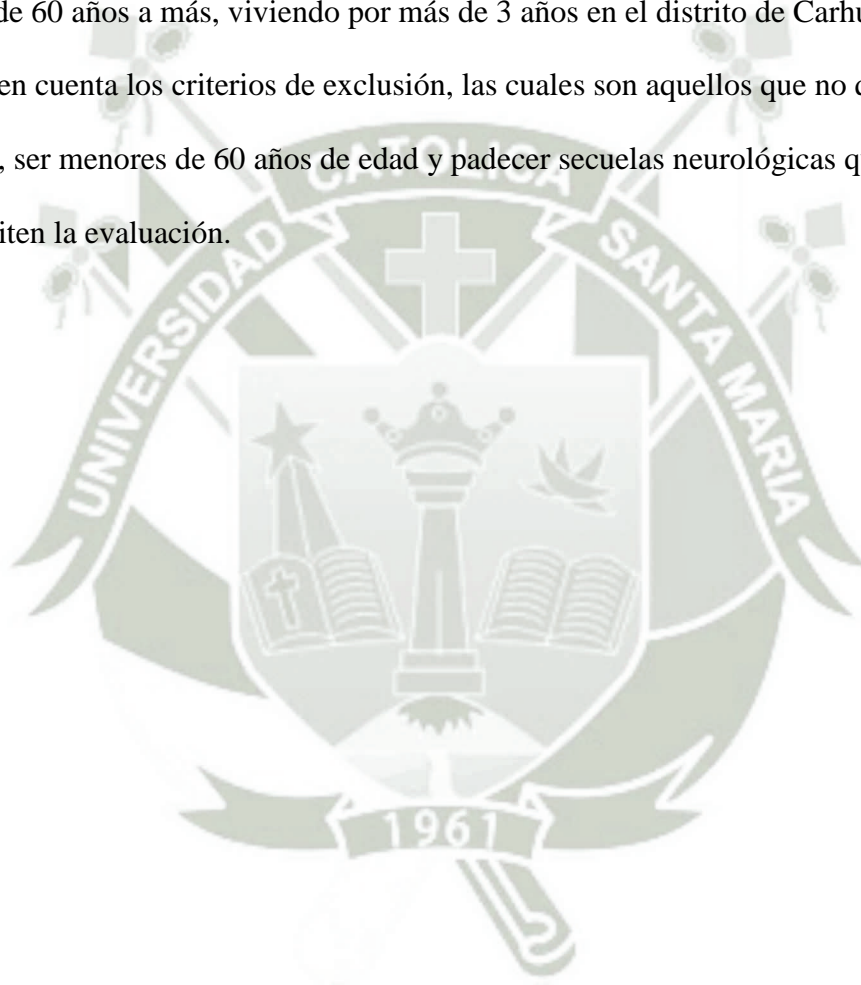 de 60 años a más, viviendo por más de 3 años en el distrito de
en cuenta los criterios de exclusión, las cuales son aquellos que no
, ser menores de 60 años de edad y padecer secuelas neurológicas
la evaluación.
UNIVERSIDAD CATOLICA SANTA MARIA
1961